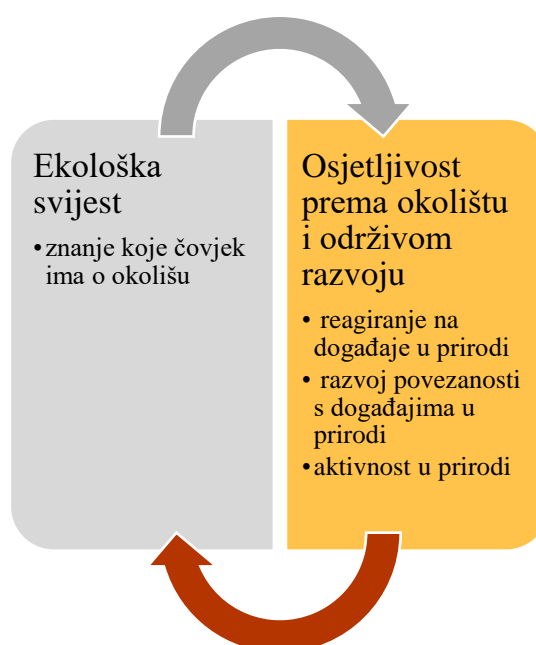 Ekološka
svijest
•znanje koje čovjek
ima o okolišu
Osjetljivost
prema okolištu
i održivom
razvoju
• reagiranje na
događaje u prirodi
• razvoj povezanosti
s događajima u
prirodi
•aktivnost u prirodi